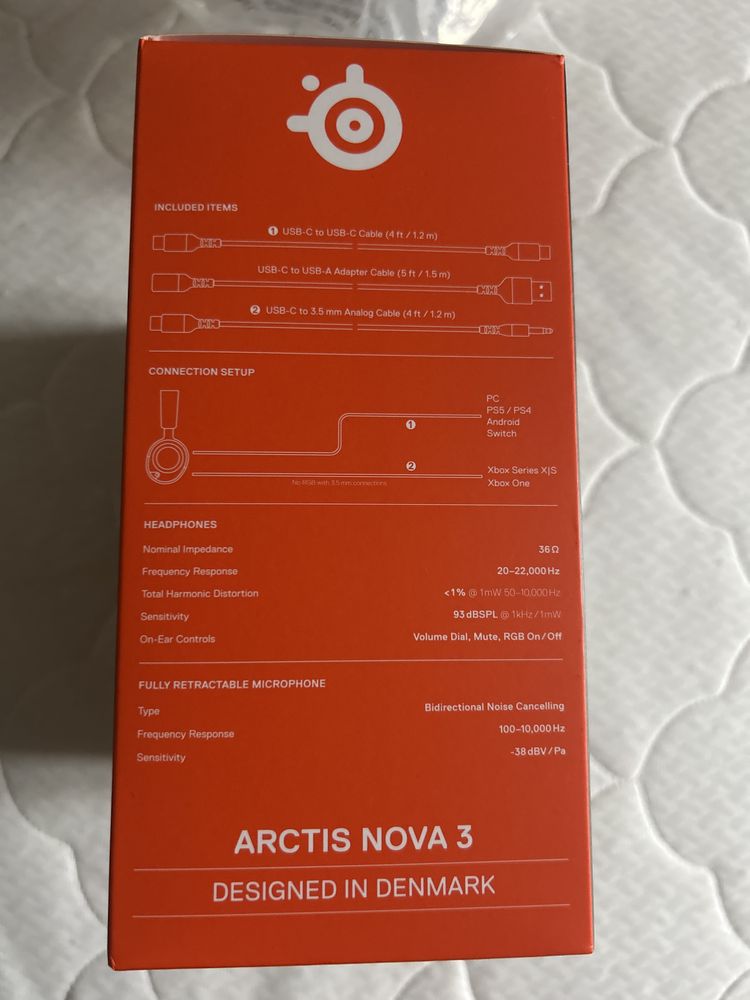 INCLUDED ITEMS
1 USB-C to USB-C Cable (4 ft / 1.2 m)
USB-C to USB-A Adapter Cable (5 ft / 1.5 m)
2 USB-C to 3.5 mm Analog Cable (4 ft / 1.2 m)
CONNECTION SETUP
PC
PS5 / PS4
Android
Switch
1
2
Xbox Series X|S
Xbox One
No RGB with 3.5 mm connections
HEADPHONES
Nominal Impedance 36 Ω
Frequency Response 20–22,000 Hz
Total Harmonic Distortion <1% @ 1mW 50–10,000 Hz
Sensitivity 93 dBSPL @ 1kHz / 1mW
On-Ear Controls Volume Dial, Mute, RGB On / Off
FULLY RETRACTABLE MICROPHONE
Type Bidirectional Noise Cancelling
Frequency Response 100–10,000 Hz
Sensitivity -38 dBV / Pa
ARCTIS NOVA 3
DESIGNED IN DENMARK